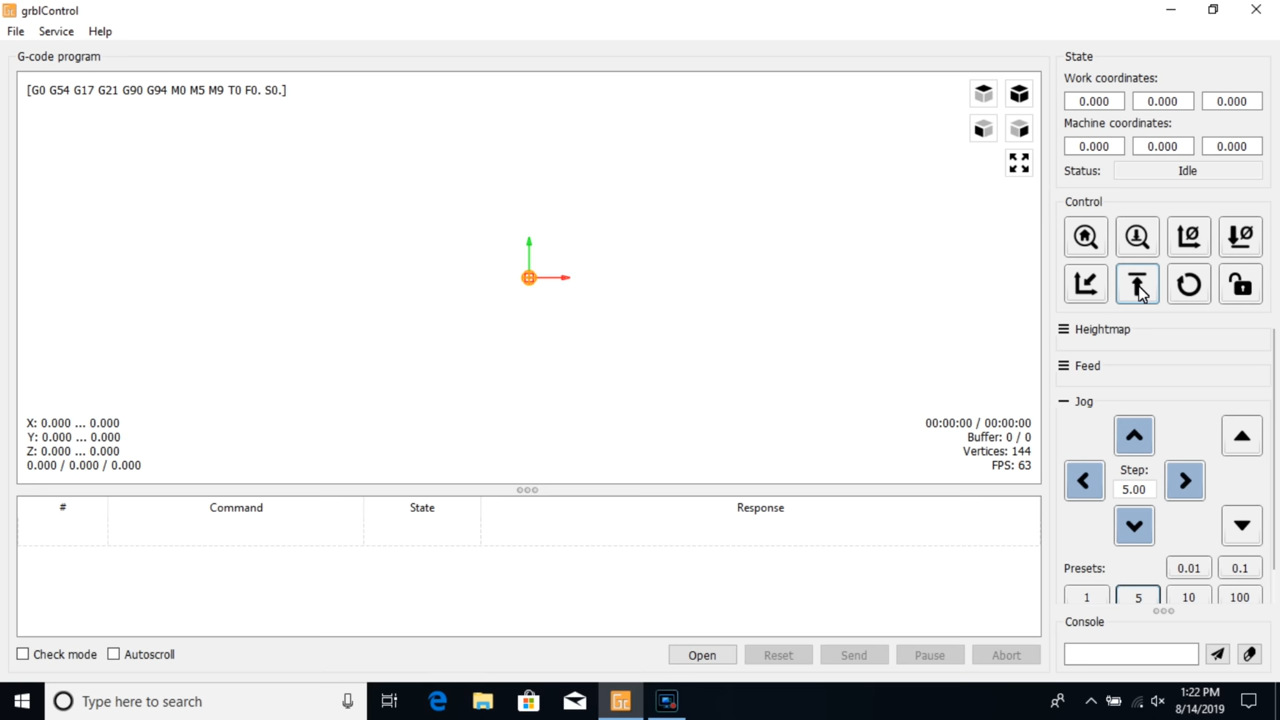 grblControl
File Service Help
G-code program
[G0 G54 G17 G21 G90 G94 M0 M5 M9 T0 F0. S0.]
X: 0.000 ... 0.000
Y: 0.000 ... 0.000
Z: 0.000 ... 0.000
0.000 / 0.000 / 0.000
00:00:00 / 00:00:00
Buffer: 0 / 0
Vertices: 144
FPS: 63
# Command State Response
Check mode Autoscroll Open Reset Send Pause Abort
State
Work coordinates:
0.000 0.000 0.000
Machine coordinates:
0.000 0.000 0.000
Status: Idle
Control
Heightmap
Feed
Jog
Step:
5.00
Presets: 0.01 0.1
1 5 10 100
Console
Type here to search
1:22 PM
8/14/2019